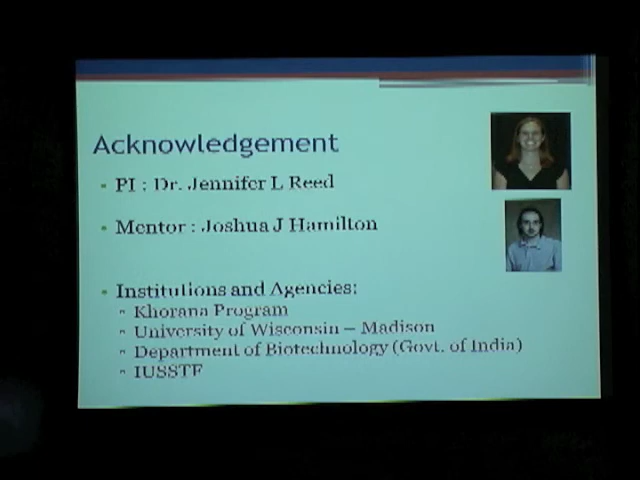 Acknowledgement
PI : Dr. Jennifer L Reed
Mentor : Joshua J Hamilton
Institutions and Agencies:
Khorana Program
University of Wisconsin – Madison
Department of Biotechnology (Govt. of India)
IUSSTF